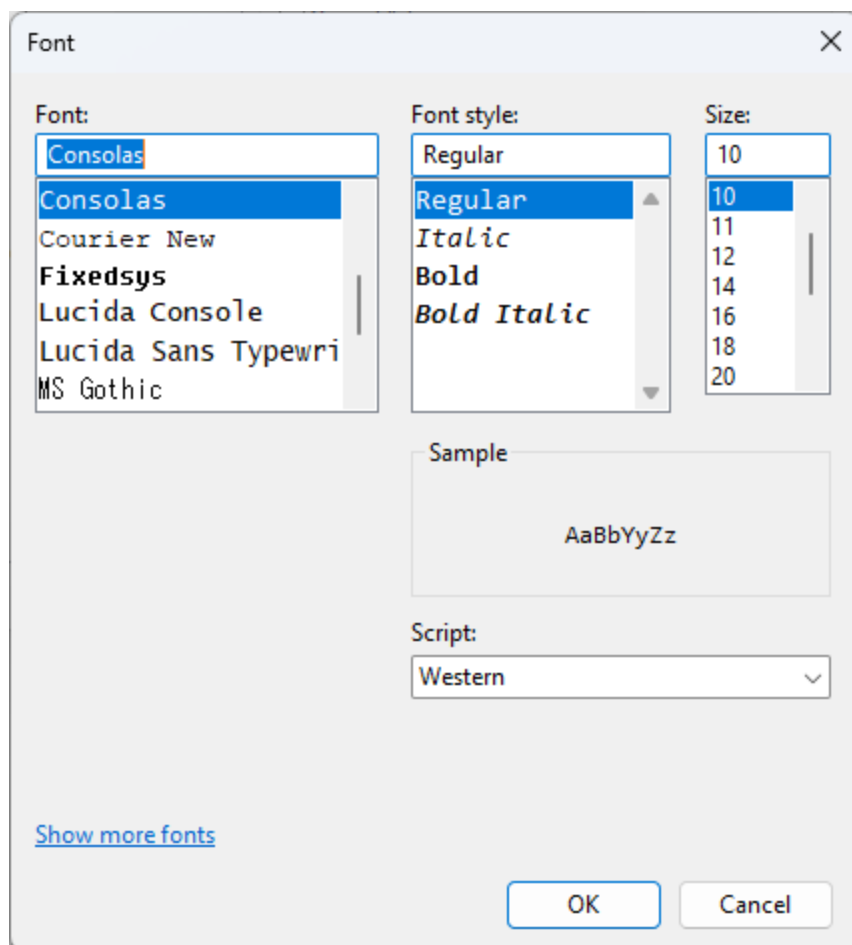 Font
Font:
Consolas
Consolas
Courier New
Fixedsys
Lucida Console
Lucida Sans Typewri
MS Gothic
Font style:
Regular
Regular
Italic
Bold
Bold Italic
Size:
10
10
11
12
14
16
18
20
Sample
AaBbYyZz
Script:
Western
Show more fonts
OK
Cancel